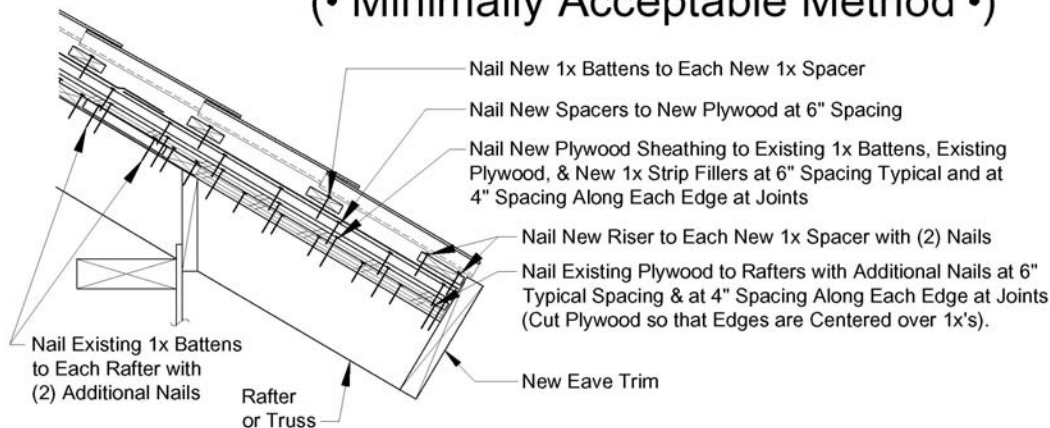 (• Minimally Acceptable Method •)
Nail New 1x Battens to Each New 1x Spacer
Nail New Spacers to New Plywood at 6" Spacing
Nail New Plywood Sheathing to Existing 1x Battens, Existing
Plywood, & New 1x Strip Fillers at 6" Spacing Typical and at
4" Spacing Along Each Edge at Joints
Nail New Riser to Each New 1x Spacer with (2) Nails
Nail Existing Plywood to Rafters with Additional Nails at 6"
Typical Spacing & at 4" Spacing Along Each Edge at Joints
(Cut Plywood so that Edges are Centered over 1x's).
Nail Existing 1x Battens
to Each Rafter with
(2) Additional Nails
Rafter
or Truss
New Eave Trim